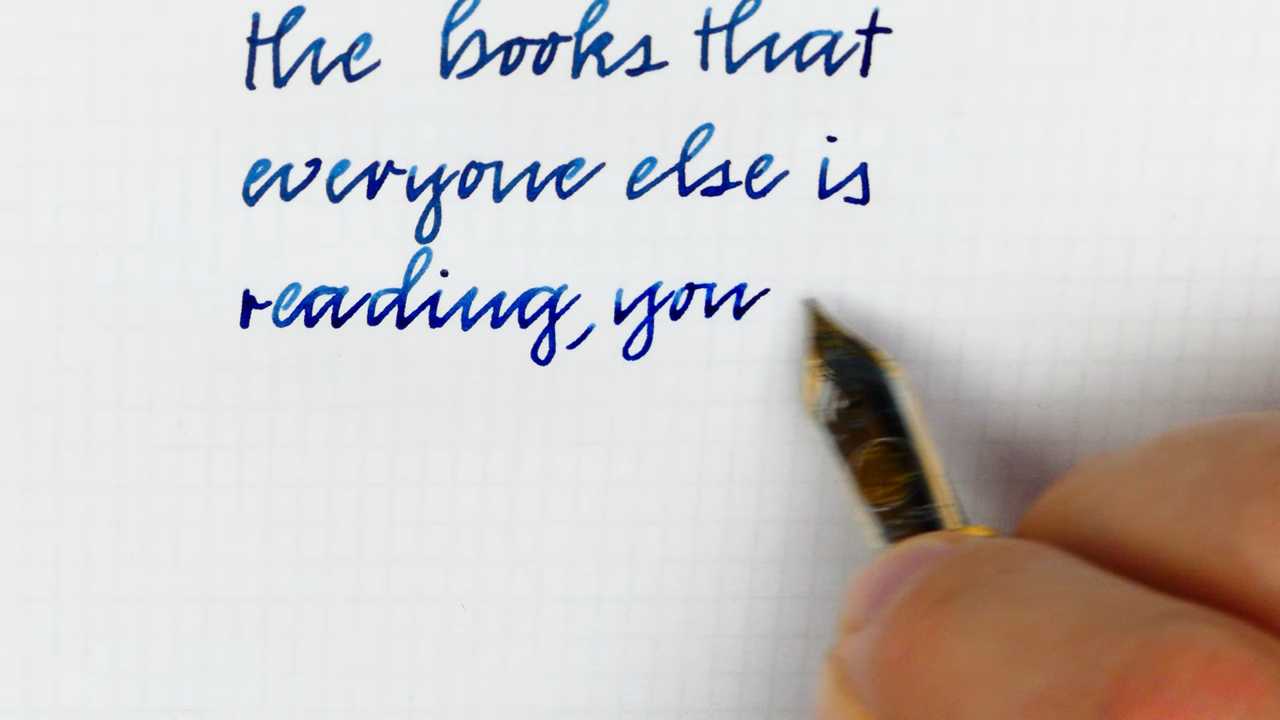 the books that
everyone else is
reading, you